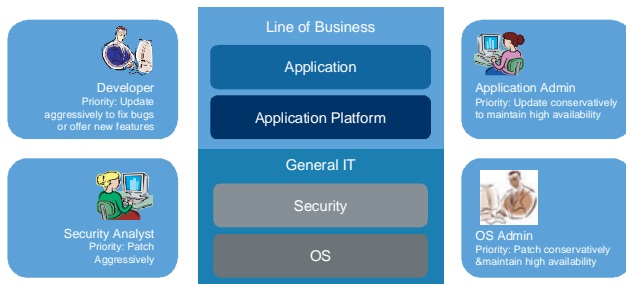 Developer
Priority: Update
aggressively to fix bugs
or offer new features
Security Analyst
Priority: Patch
Aggressively
Line of Business
Application
Application Platform
General IT
Security
OS
Application Admin
Priority: Update conservatively
to maintain high availability
OS Admin
Priority: Patch conservatively
&maintain high availability